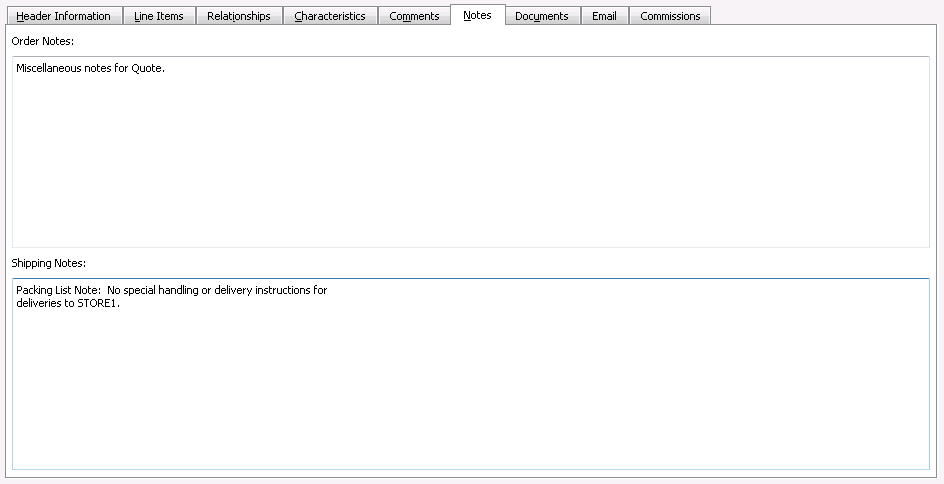 Header Information Line Items Relationships Characteristics Comments Notes Documents Email Commissions
Order Notes:
Miscellaneous notes for Quote.
Shipping Notes:
Packing List Note:  No special handling or delivery instructions for
deliveries to STORE1.